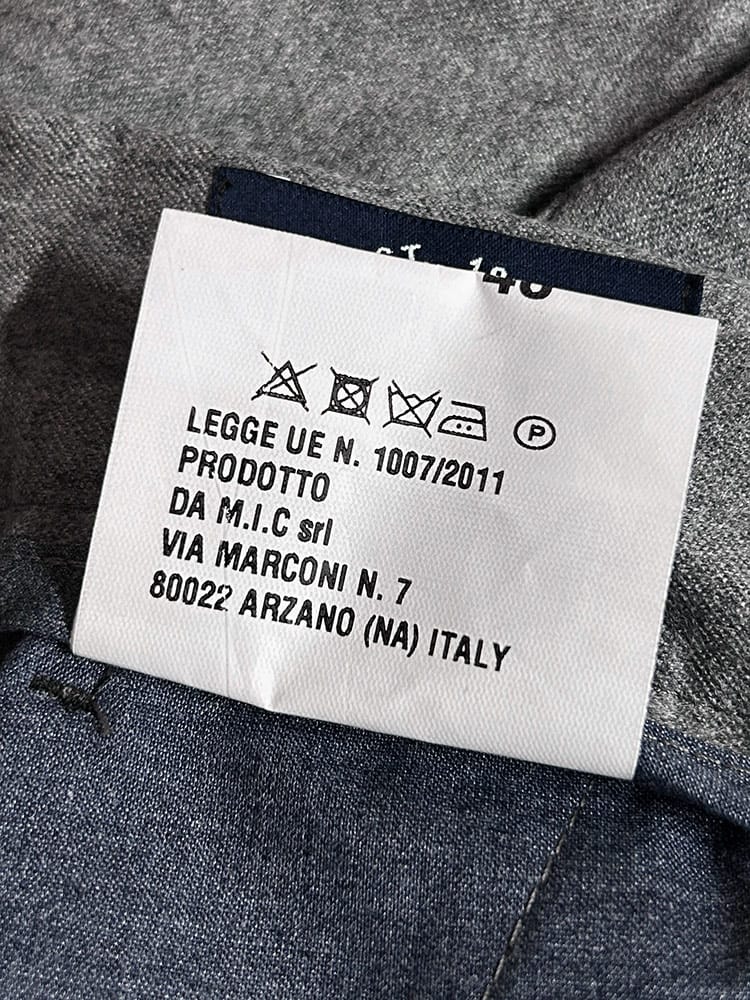 P
LEGGE UE N. 1007/2011
PRODOTTO
DA M.I.C srl
VIA MARCONI N. 7
80022 ARZANO (NA) ITALY